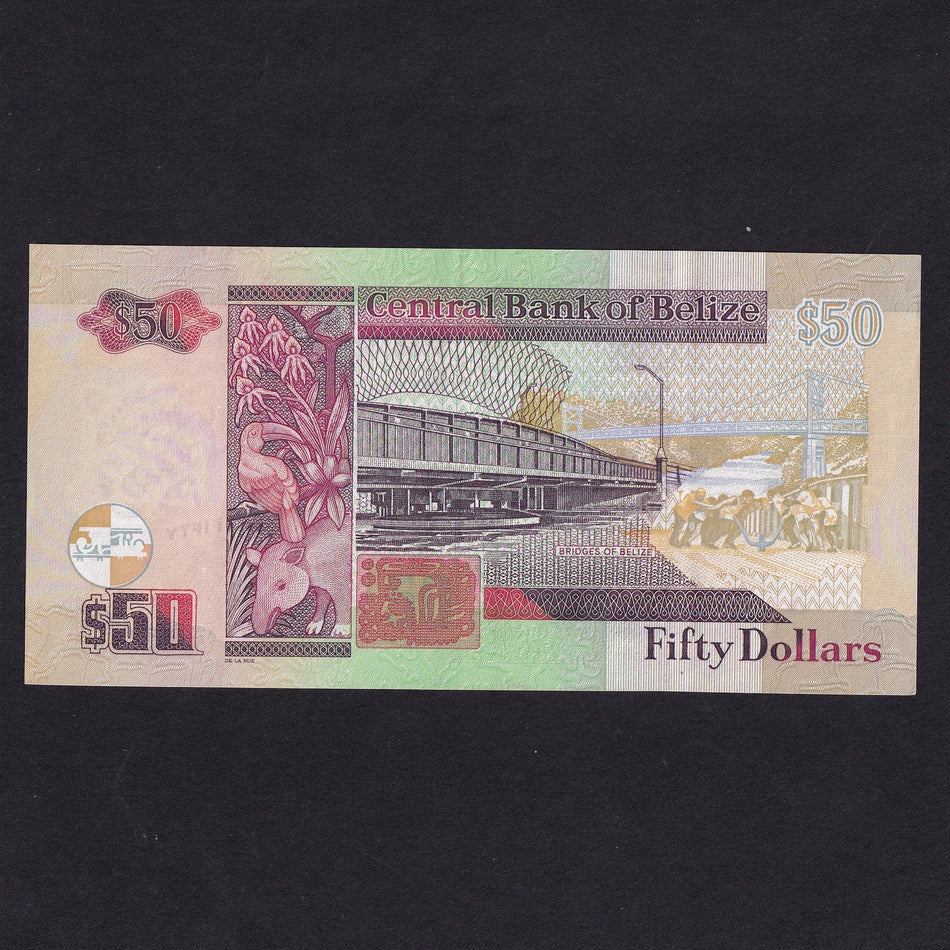 Central Bank of Belize
$50
$50
BRIDGES OF BELIZE
$50
Fifty Dollars
DE LA RUE